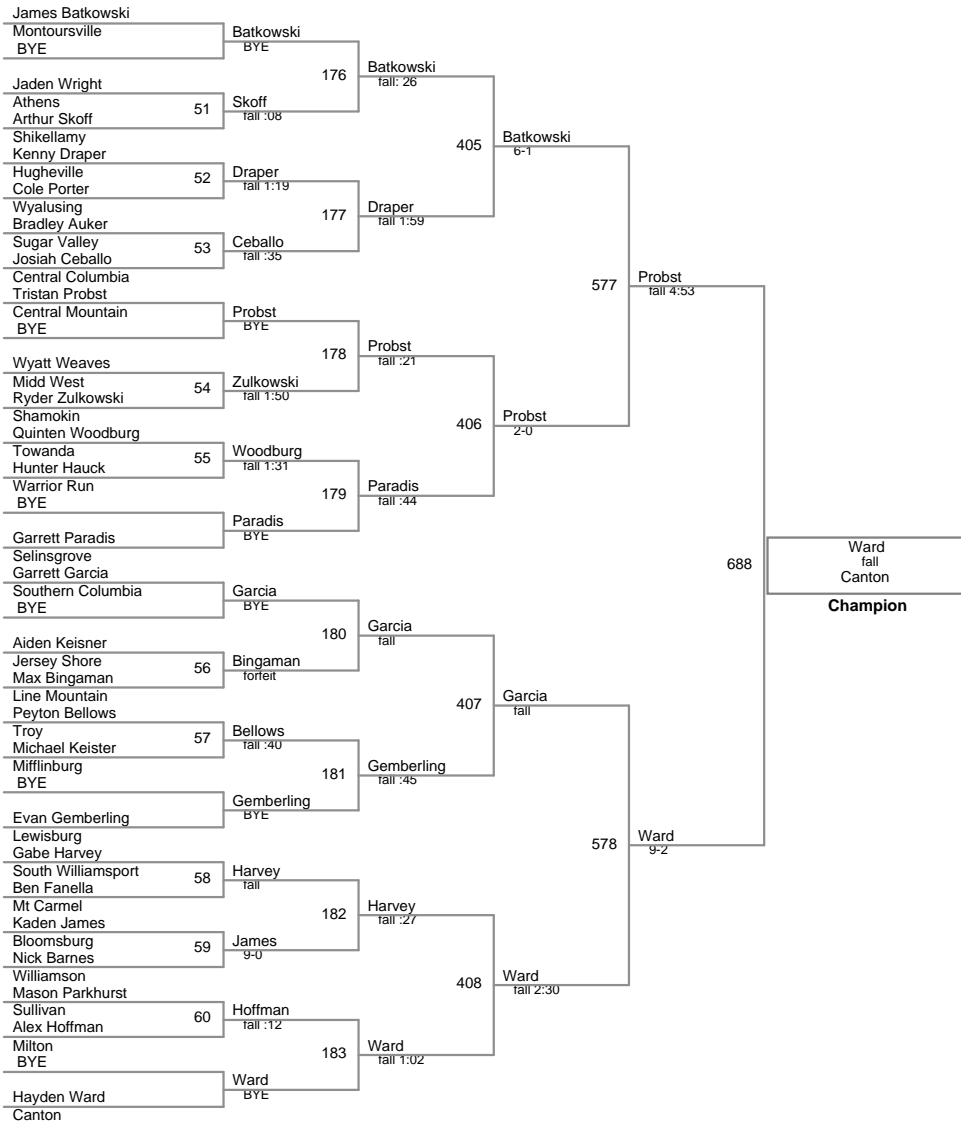 James Batkowski
Montoursville
BYE
Jaden Wright
Athens
Arthur Skoff
Shikellamy
Kenny Draper
Hugheville
Cole Porter
Wyalusing
Bradley Auker
Sugar Valley
Josiah Ceballo
Central Columbia
Tristan Probst
Central Mountain
BYE
Wyatt Weaves
Midd West
Ryder Zulkowski
Shamokin
Quinten Woodburg
Towanda
Hunter Hauck
Warrior Run
BYE
Garrett Paradis
Selinsgrove
Garrett Garcia
Southern Columbia
BYE
Aiden Keisner
Jersey Shore
Max Bingaman
Line Mountain
Peyton Bellows
Troy
Michael Keister
Mifflinburg
BYE
Evan Gemberling
Lewisburg
Gabe Harvey
South Williamsport
Ben Fanella
Mt Carmel
Kaden James
Bloomsburg
Nick Barnes
Williamson
Mason Parkhurst
Sullivan
Alex Hoffman
Milton
BYE
Hayden Ward
Canton
51
52
53
54
55
56
57
58
59
60
Batkowski
BYE
Skoff
fall :08
Draper
fall 1:19
Ceballo
fall :35
Probst
BYE
Zulkowski
fall 1:50
Woodburg
fall 1:31
Paradis
BYE
Garcia
BYE
Bingaman
forfeit
Bellows
fall :40
Gemberling
BYE
Harvey
fall
James
9-0
Hoffman
fall :12
Ward
BYE
176
177
178
179
180
181
182
183
Batkowski
fall: 26
Draper
fall 1:59
Probst
fall :21
Paradis
fall :44
Garcia
fall
Gemberling
fall :45
Harvey
fall :27
Ward
fall 1:02
405
406
407
408
Batkowski
6-1
Probst
2-0
Garcia
fall
Ward
fall 2:30
577
578
Probst
fall 4:53
Ward
9-2
688
Ward
fall
Canton
Champion